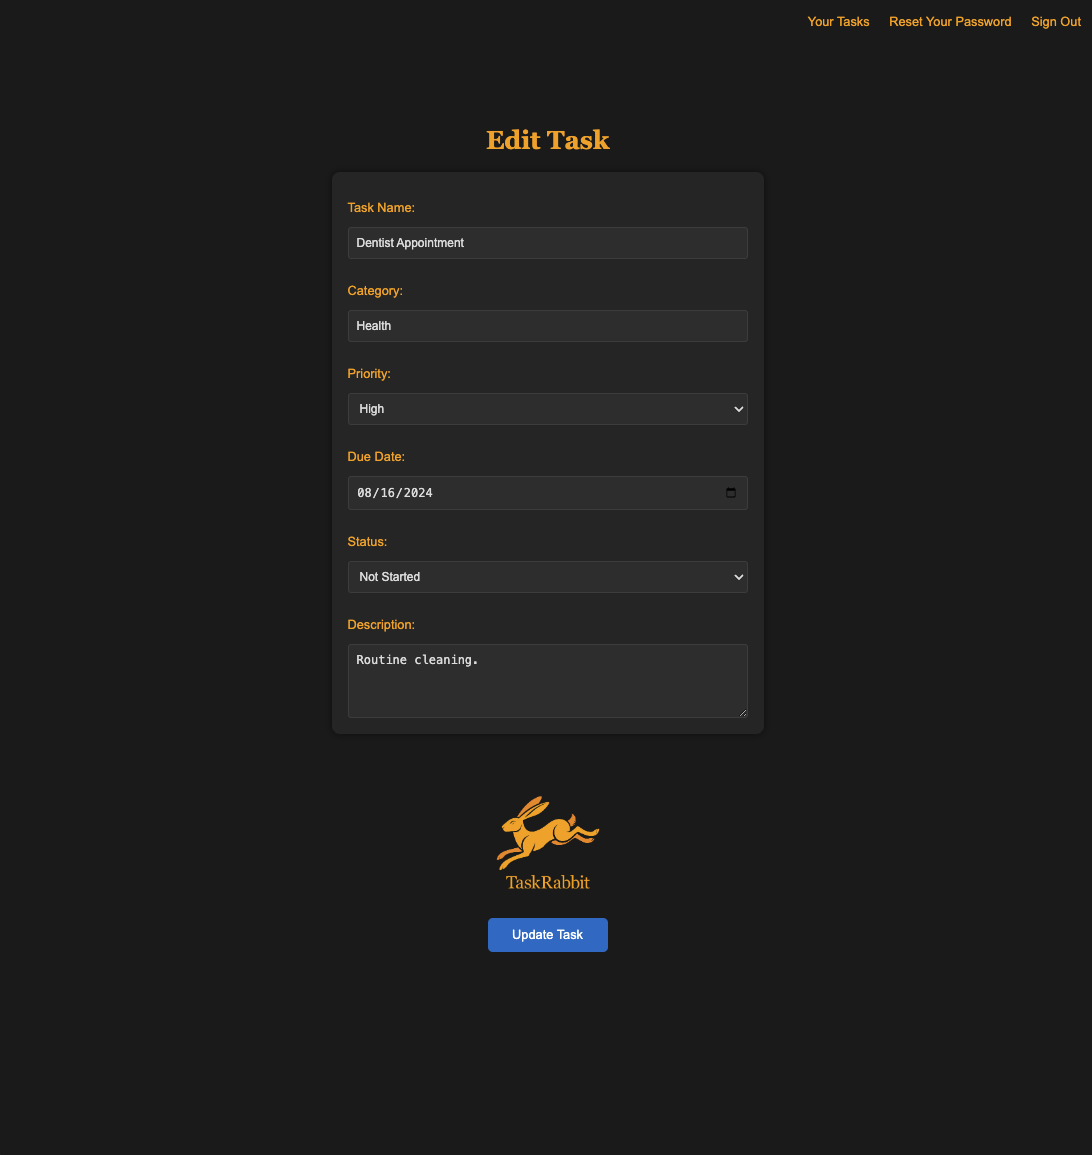 Your Tasks Reset Your Password Sign Out
Edit Task
Task Name:
Dentist Appointment
Category:
Health
Priority:
High
Due Date:
08/16/2024
Status:
Not Started
Description:
Routine cleaning.
TaskRabbit
Update Task